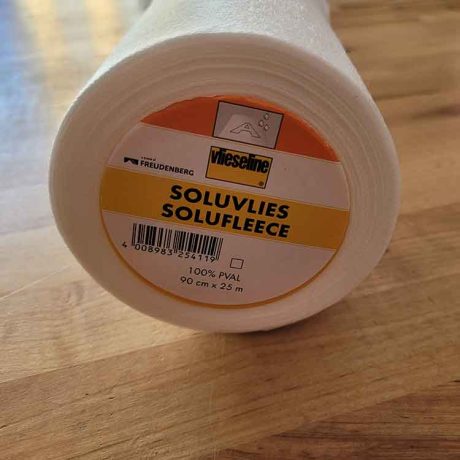 vlieseline
®
FREUDENBERG
SOLUVLIES
SOLUFLEECE
4 008983 254119
100% PVAL
90 cm x 25 m